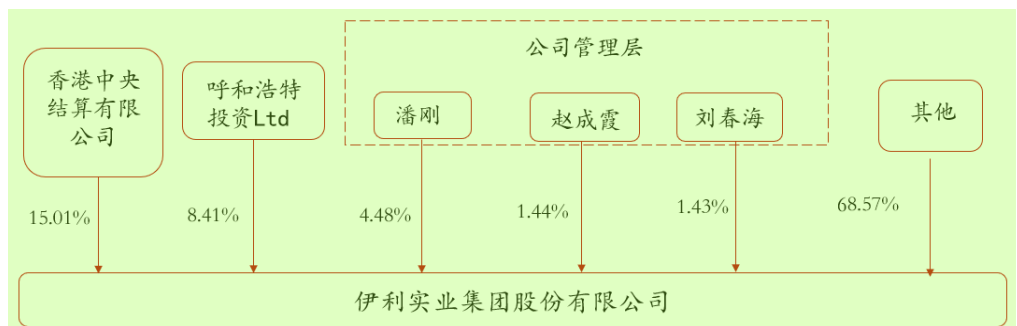 公司管理层
香港中央
结算有限
公司
呼和浩特
投资Ltd
潘刚
赵成霞
刘春海
其他
15.01%
8.41%
4.48%
1.44%
1.43%
68.57%
伊利实业集团股份有限公司